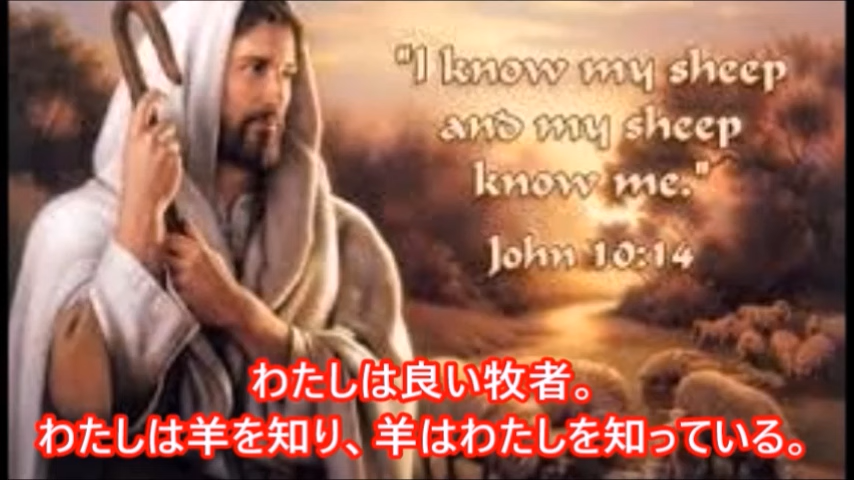 "I know my sheep
and my sheep
know me."
John 10:14
わたしは良い牧者。
わたしは羊を知り、羊はわたしを知っている。